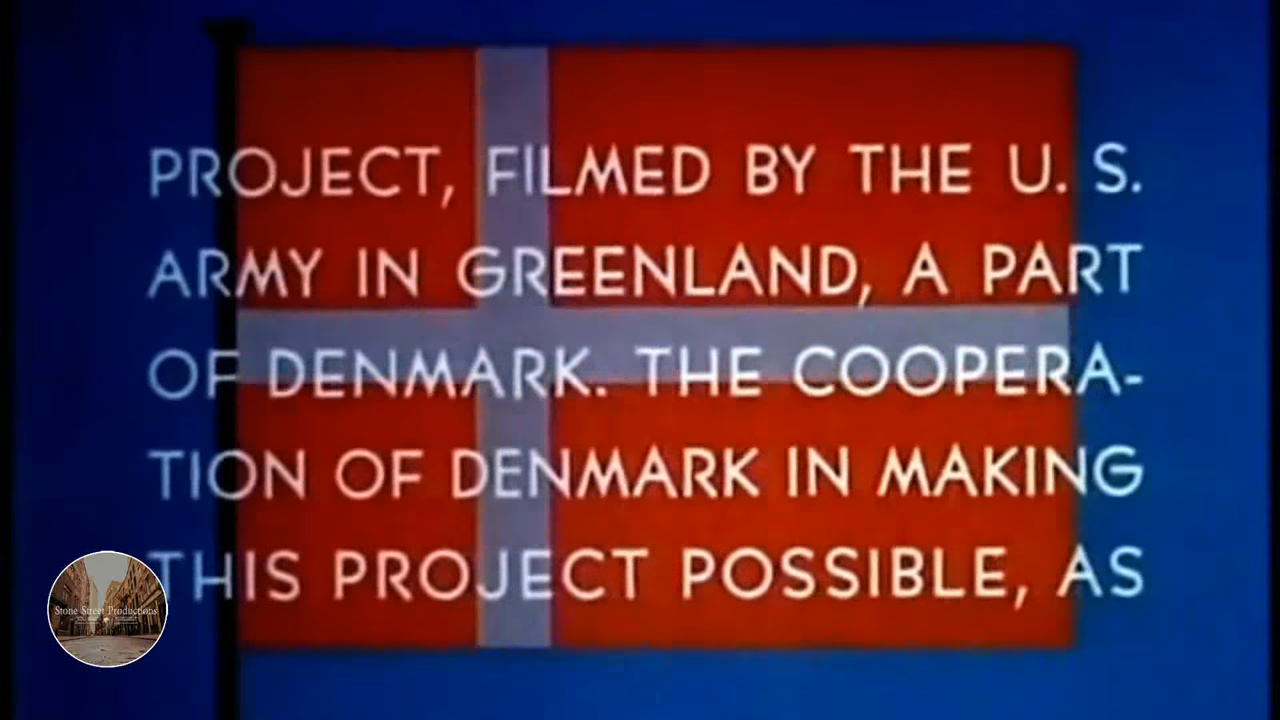 PROJECT, FILMED BY THE U. S.
ARMY IN GREENLAND, A PART
OF DENMARK. THE COOPERA-
TION OF DENMARK IN MAKING
THIS PROJECT POSSIBLE, AS
Stone Street Productions